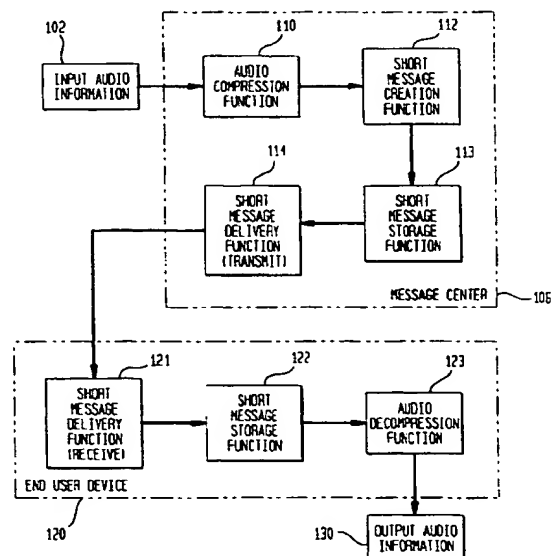 102
INPUT AUDIO
INFORMATION
110
AUDIO
COMPRESSION
FUNCTION
112
SHORT
MESSAGE
CREATION
FUNCTION
114
SHORT
MESSAGE
DELIVERY
FUNCTION
(TRANSMIT)
113
SHORT
MESSAGE
STORAGE
FUNCTION
MESSAGE CENTER
106
121
SHORT
MESSAGE
DELIVERY
FUNCTION
(RECEIVE)
122
SHORT
MESSAGE
STORAGE
FUNCTION
123
AUDIO
DECOMPRESSION
FUNCTION
END USER DEVICE
120
130
OUTPUT AUDIO
INFORMATION